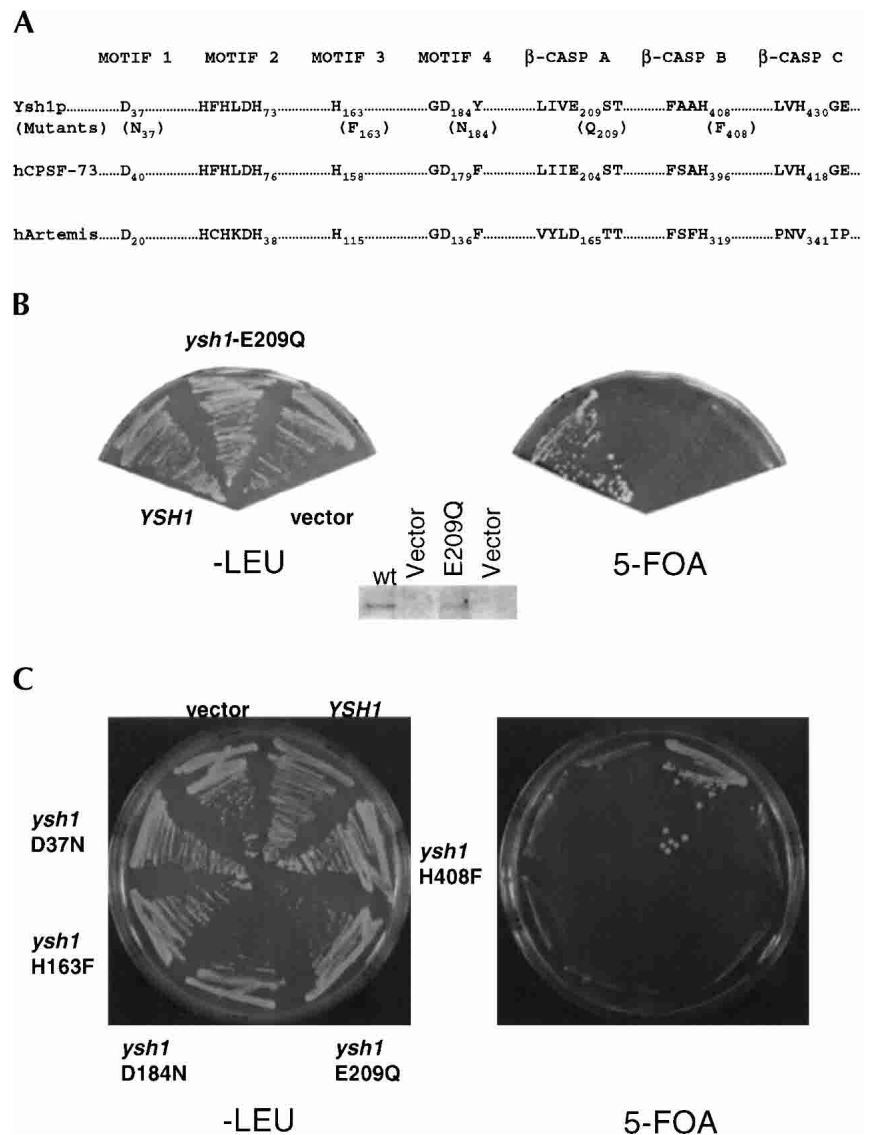 A
MOTIF 1 MOTIF 2 MOTIF 3 MOTIF 4 β-CASP A β-CASP B β-CASP C
Ysh1p..............D37..............HFHLDH73..............H163..............GD184Y..............LIVE209ST..............FAAH408..............LVH430GE...
(Mutants) (N37) (F163) (N184) (Q209) (F408)
hCPSF-73.....D40..............HFHLDH76..............H158..............GD179F..............LIIE204ST..............FSAH396..............LVH418GE...
hArtemis.....D20..............HCHKDH38..............H115..............GD136F..............VYLD165TT..............FSFH319..............PNV341IP...
B
ysh1-E209Q
YSH1
vector
-LEU
wt
Vector
E209Q
Vector
5-FOA
C
vector
YSH1
ysh1
D37N
ysh1
H408F
ysh1
H163F
ysh1
D184N
ysh1
E209Q
-LEU
5-FOA